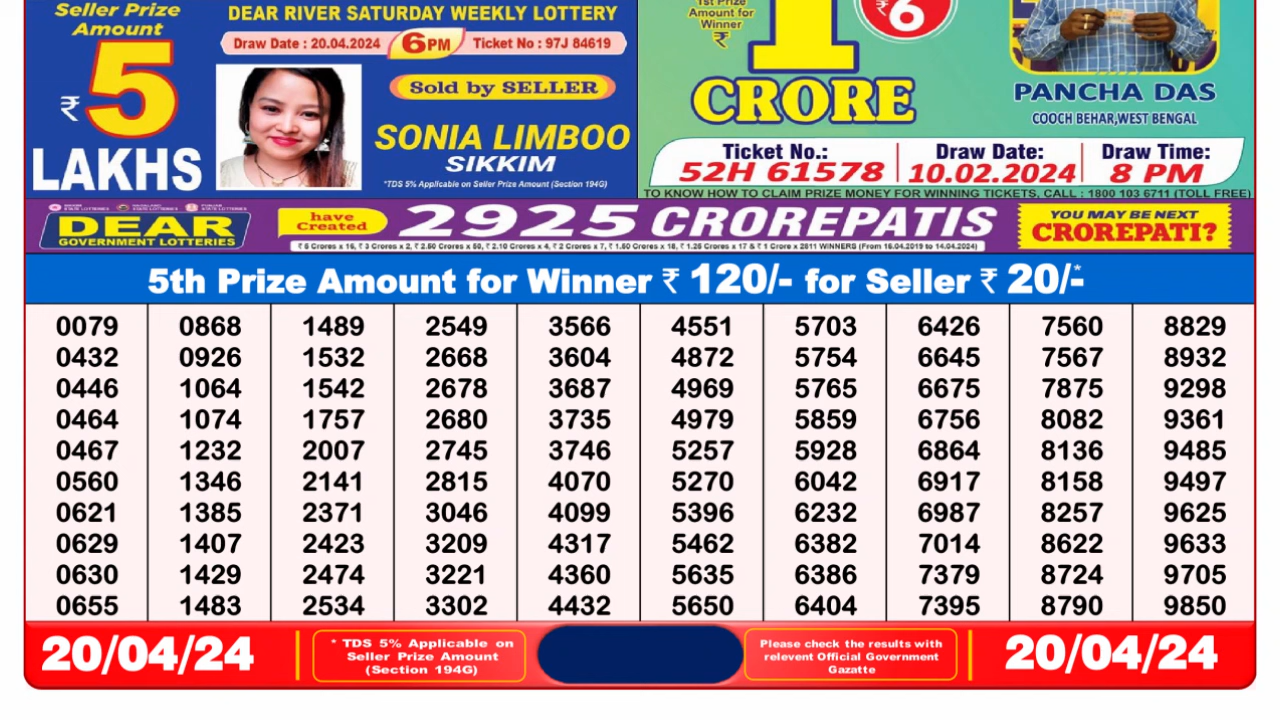 Seller Prize
Amount
₹ 5
LAKHS
DEAR RIVER SATURDAY WEEKLY LOTTERY
Draw Date : 20.04.2024 6PM Ticket No : 97J 84619
Sold by SELLER
SONIA LIMBOO
SIKKIM
*TDS 5% Applicable on Seller Prize Amount (Section 194G)
1st Prize
Amount for
Winner
₹
1
CRORE
₹6
PANCHA DAS
COOCH BEHAR,WEST BENGAL
Ticket No.: Draw Date: Draw Time:
52H 61578 10.02.2024 8 PM
TO KNOW HOW TO CLAIM PRIZE MONEY FOR WINNING TICKETS, CALL : 1800 103 6711 (TOLL FREE)
DEAR
GOVERNMENT LOTTERIES
have
Created
2925 CROREPATIS
YOU MAY BE NEXT
CROREPATI?
5th Prize Amount for Winner ₹ 120/- for Seller ₹ 20/-*
0079 0868 1489 2549 3566 4551 5703 6426 7560 8829
0432 0926 1532 2668 3604 4872 5754 6645 7567 8932
0446 1064 1542 2678 3687 4969 5765 6675 7875 9298
0464 1074 1757 2680 3735 4979 5859 6756 8082 9361
0467 1232 2007 2745 3746 5257 5928 6864 8136 9485
0560 1346 2141 2815 4070 5270 6042 6917 8158 9497
0621 1385 2371 3046 4099 5396 6232 6987 8257 9625
0629 1407 2423 3209 4317 5462 6382 7014 8622 9633
0630 1429 2474 3221 4360 5635 6386 7379 8724 9705
0655 1483 2534 3302 4432 5650 6404 7395 8790 9850
20/04/24
* TDS 5% Applicable on
Seller Prize Amount
(Section 194G)
Please check the results with
relevent Official Government
Gazatte
20/04/24